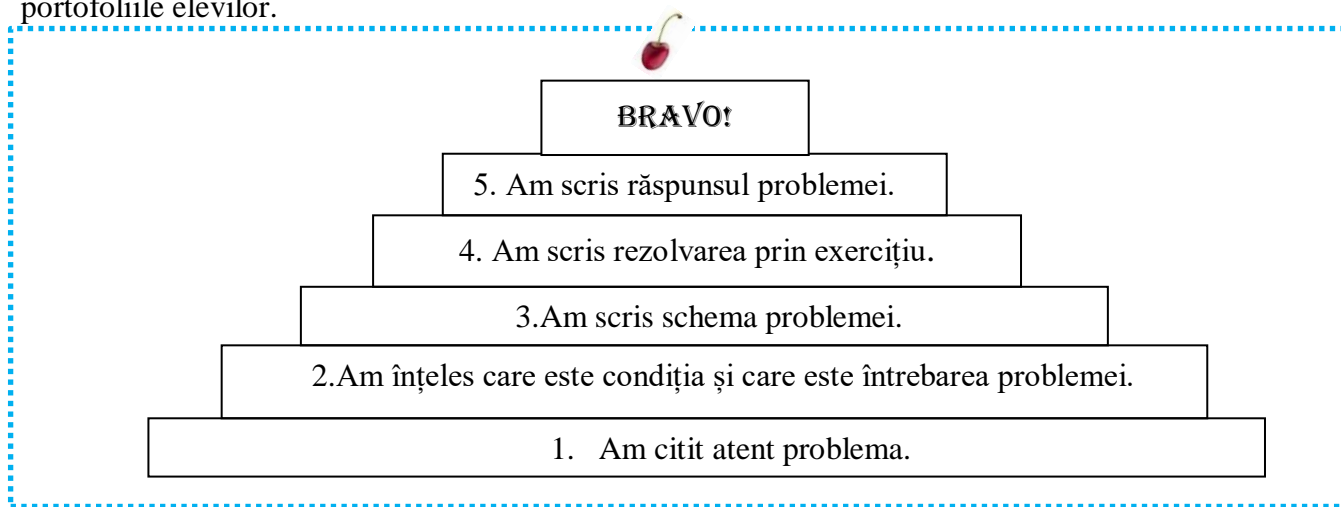 portofoliile elevilor.
BRAVO!
5. Am scris răspunsul problemei.
4. Am scris rezolvarea prin exercițiu.
3.Am scris schema problemei.
2.Am înțeles care este condiția și care este întrebarea problemei.
1. Am citit atent problema.